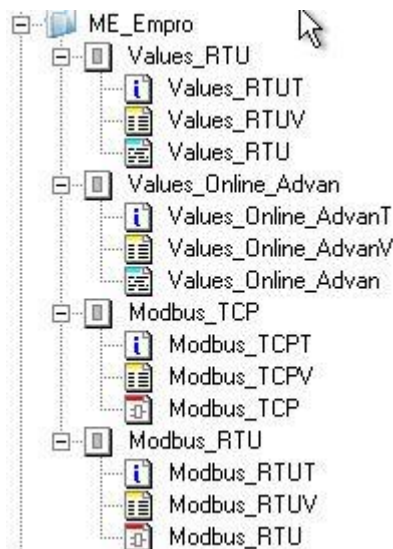 ME_Empro
Values_RTU
Values_RTUT
Values_RTUV
Values_RTU
Values_Online_Advan
Values_Online_AdvanT
Values_Online_AdvanV
Values_Online_Advan
Modbus_TCP
Modbus_TCPT
Modbus_TCPV
Modbus_TCP
Modbus_RTU
Modbus_RTUT
Modbus_RTUV
Modbus_RTU